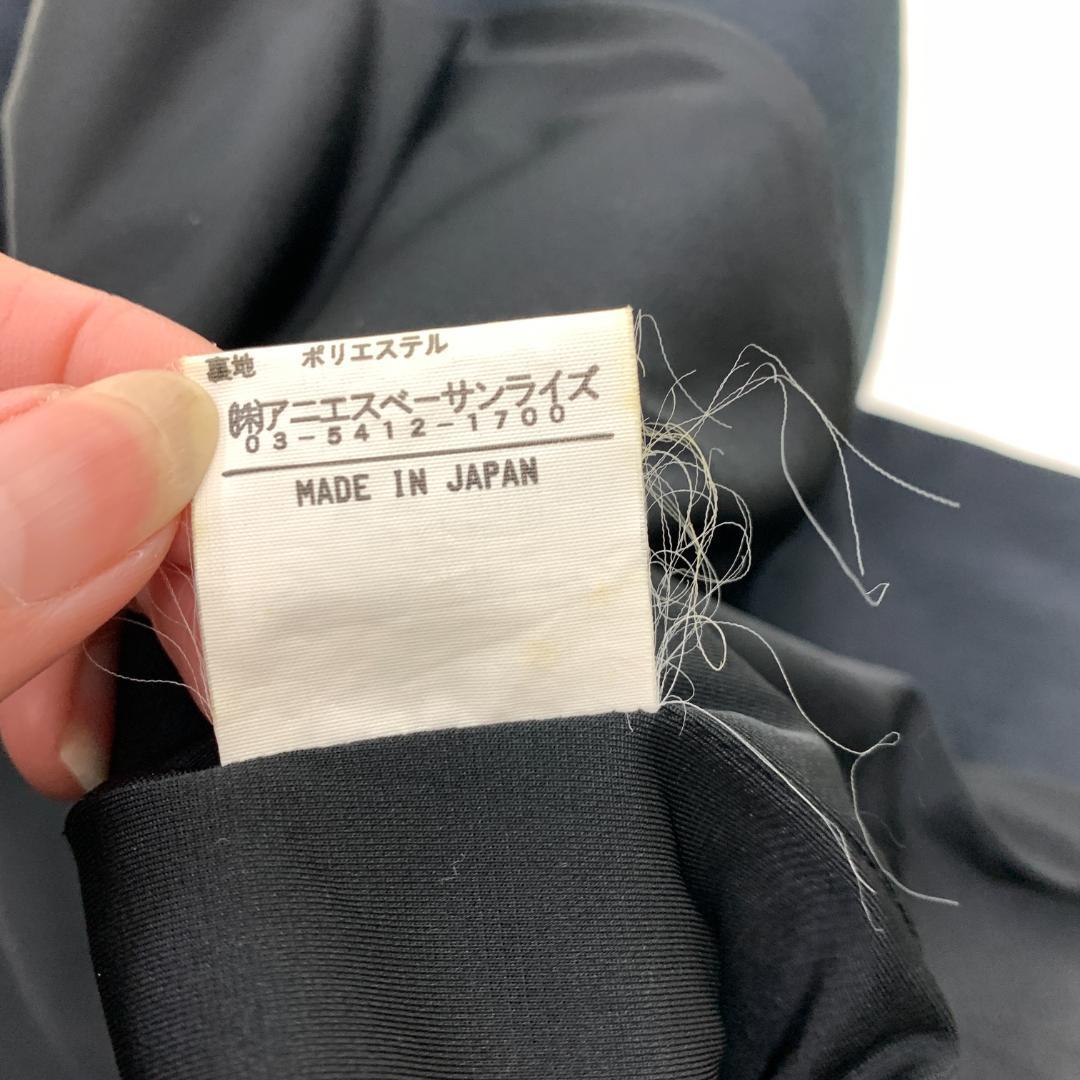 裏地 ポリエステル
㈱アニエスベーサンライズ
03-5412-1700
MADE IN JAPAN